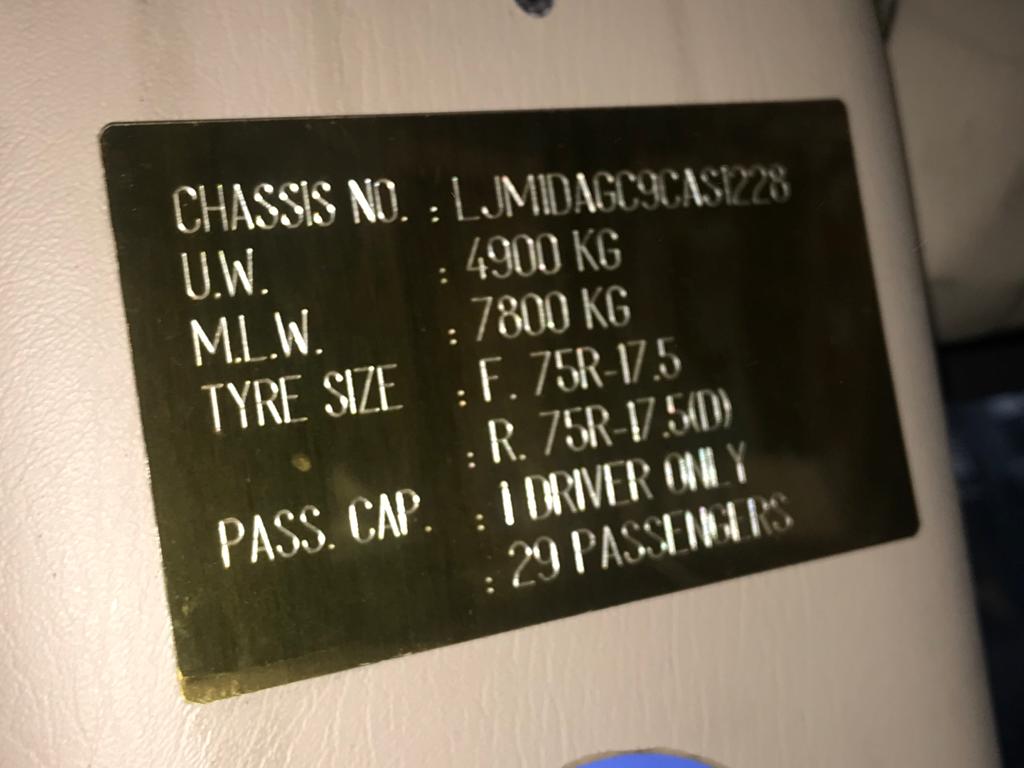 CHASSIS NO. : LJM1DAGC9CAS1228
U.W. : 4900 KG
M.L.W. : 7800 KG
TYRE SIZE : F. 75R-17.5
: R. 75R-17.5(D)
PASS. CAP. : 1 DRIVER ONLY
: 29 PASSENGERS